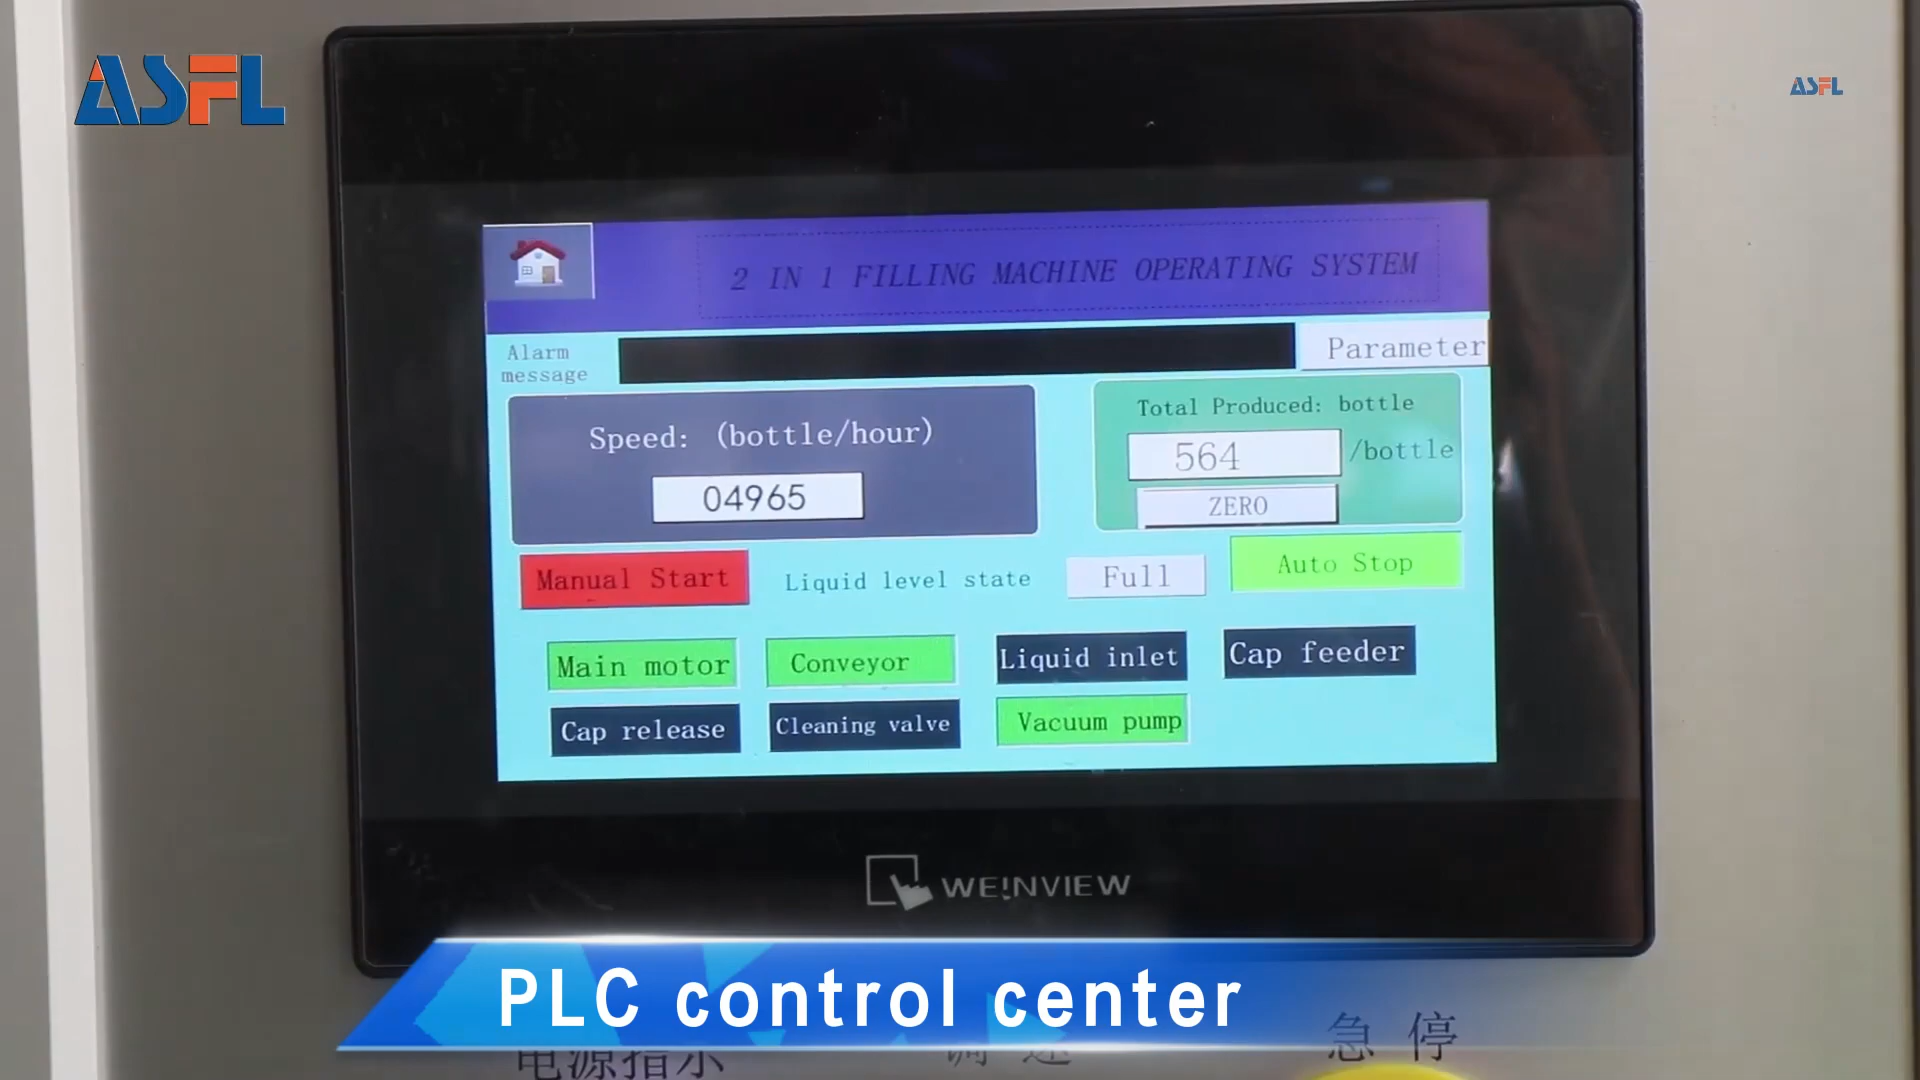 ASFL
ASFL
2 IN 1 FILLING MACHINE OPERATING SYSTEM
Alarm message
Parameter
Speed: (bottle/hour)
04965
Total Produced: bottle
564 /bottle
ZERO
Manual Start
Liquid level state
Full
Auto Stop
Main motor
Conveyor
Liquid inlet
Cap feeder
Cap release
Cleaning valve
Vacuum pump
WEINVIEW
PLC control center
电源指示
调 速
急 停